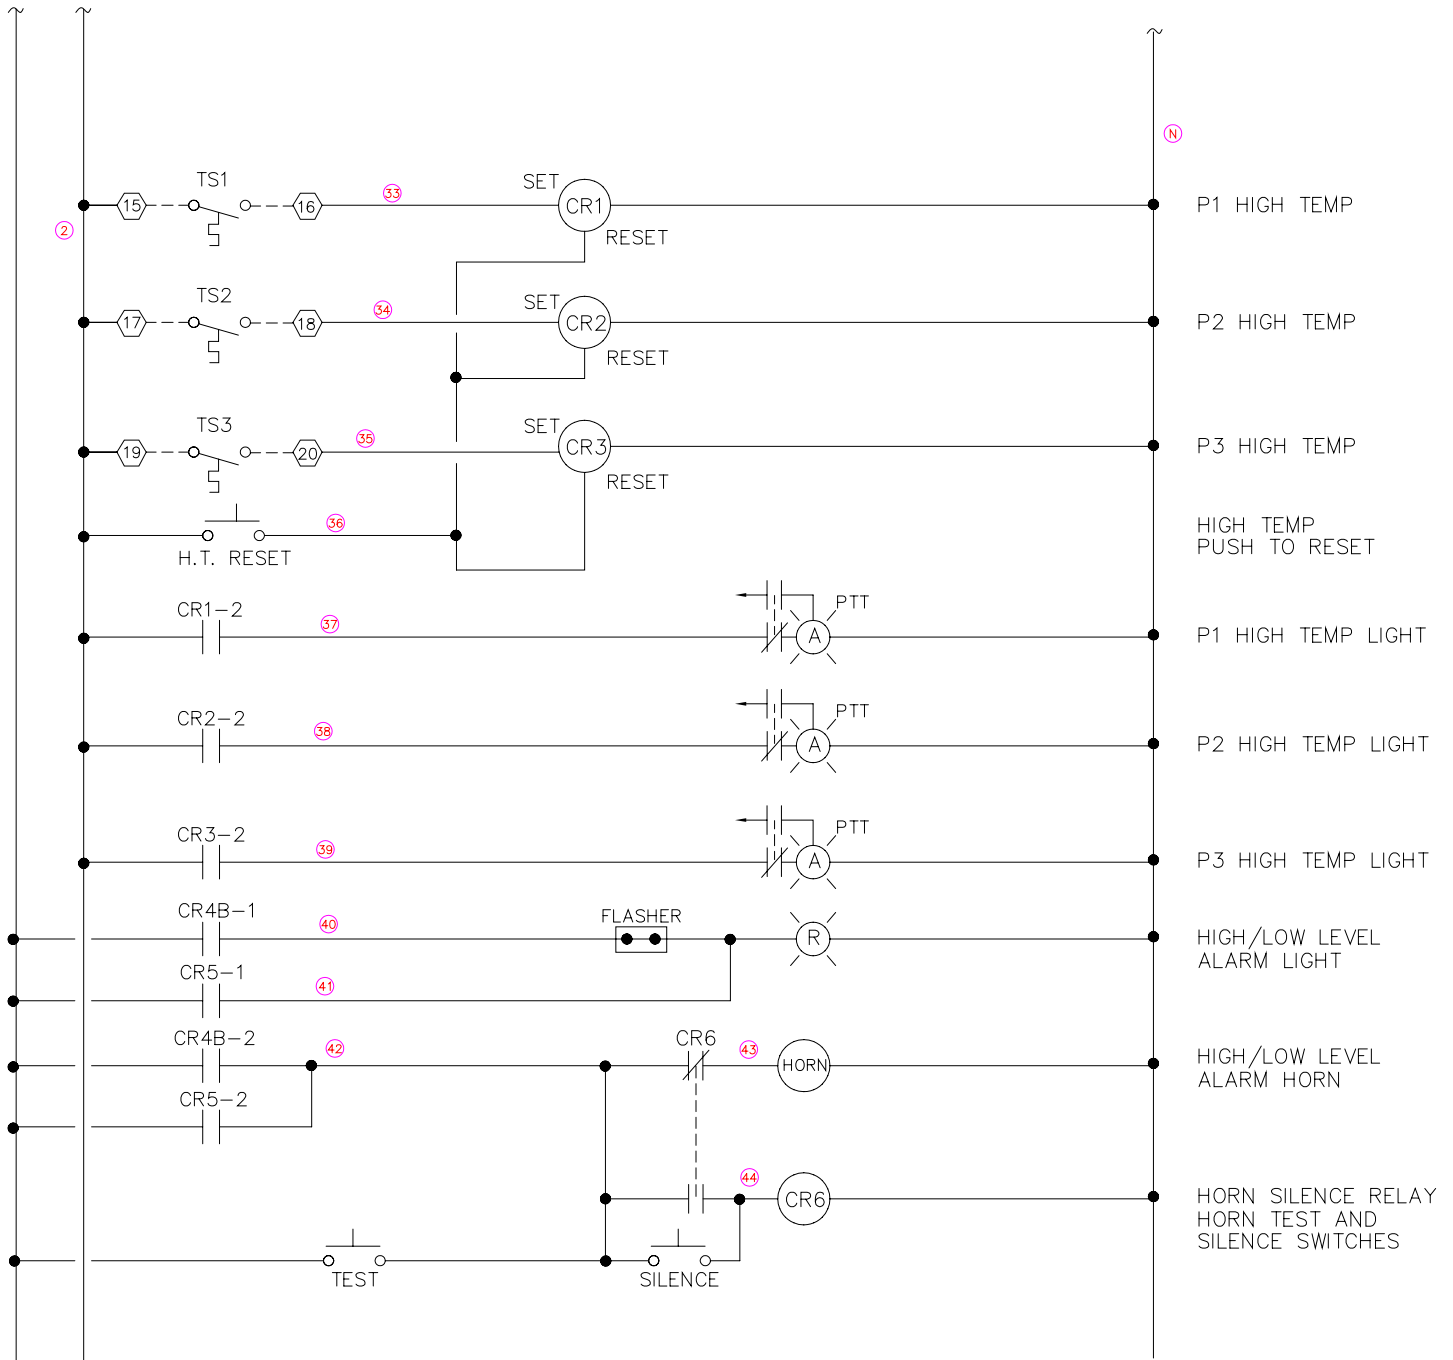 N
TS1
SET
15
16
33
CR1
P1 HIGH TEMP
2
RESET
TS2
SET
17
18
34
CR2
P2 HIGH TEMP
RESET
TS3
SET
19
20
35
CR3
P3 HIGH TEMP
RESET
36
HIGH TEMP
PUSH TO RESET
H.T. RESET
CR1-2
37
PTT
A
P1 HIGH TEMP LIGHT
CR2-2
38
PTT
A
P2 HIGH TEMP LIGHT
CR3-2
39
PTT
A
P3 HIGH TEMP LIGHT
CR4B-1
40
FLASHER
R
HIGH/LOW LEVEL
ALARM LIGHT
CR5-1
41
CR4B-2
42
CR6
43
HORN
HIGH/LOW LEVEL
ALARM HORN
CR5-2
44
CR6
HORN SILENCE RELAY
HORN TEST AND
SILENCE SWITCHES
TEST
SILENCE